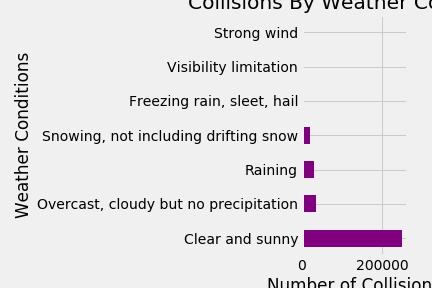 Collisions By Weather Co
Strong wind
Visibility limitation
Freezing rain, sleet, hail
Snowing, not including drifting snow
Raining
Overcast, cloudy but no precipitation
Clear and sunny
Weather Conditions
0 200000
Number of Collision